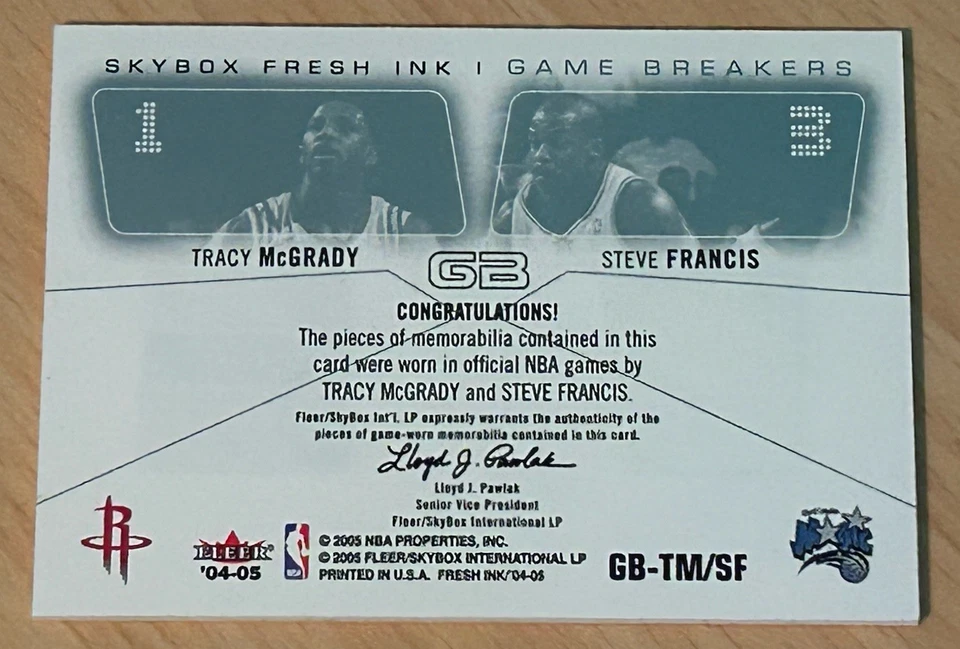 SKYBOX FRESH INK | GAME BREAKERS
1
3
TRACY McGRADY
STEVE FRANCIS
GB
CONGRATULATIONS!
The pieces of memorabilia contained in this
card were worn in official NBA games by
TRACY McGRADY and STEVE FRANCIS.
Fleer/SkyBox Int'l. LP expressly warrants the authenticity of the
pieces of game-worn memorabilia contained in this card.
Lloyd J. Pawlak
Lloyd J. Pawlak
Senior Vice President
Fleer/SkyBox International LP
R
FLEER®
'04-05
NBA
© 2005 NBA PROPERTIES, INC.
© 2005 FLEER/SKYBOX INTERNATIONAL LP
PRINTED IN U.S.A. FRESH INK/'04-05
GB-TM/SF
MAGIC